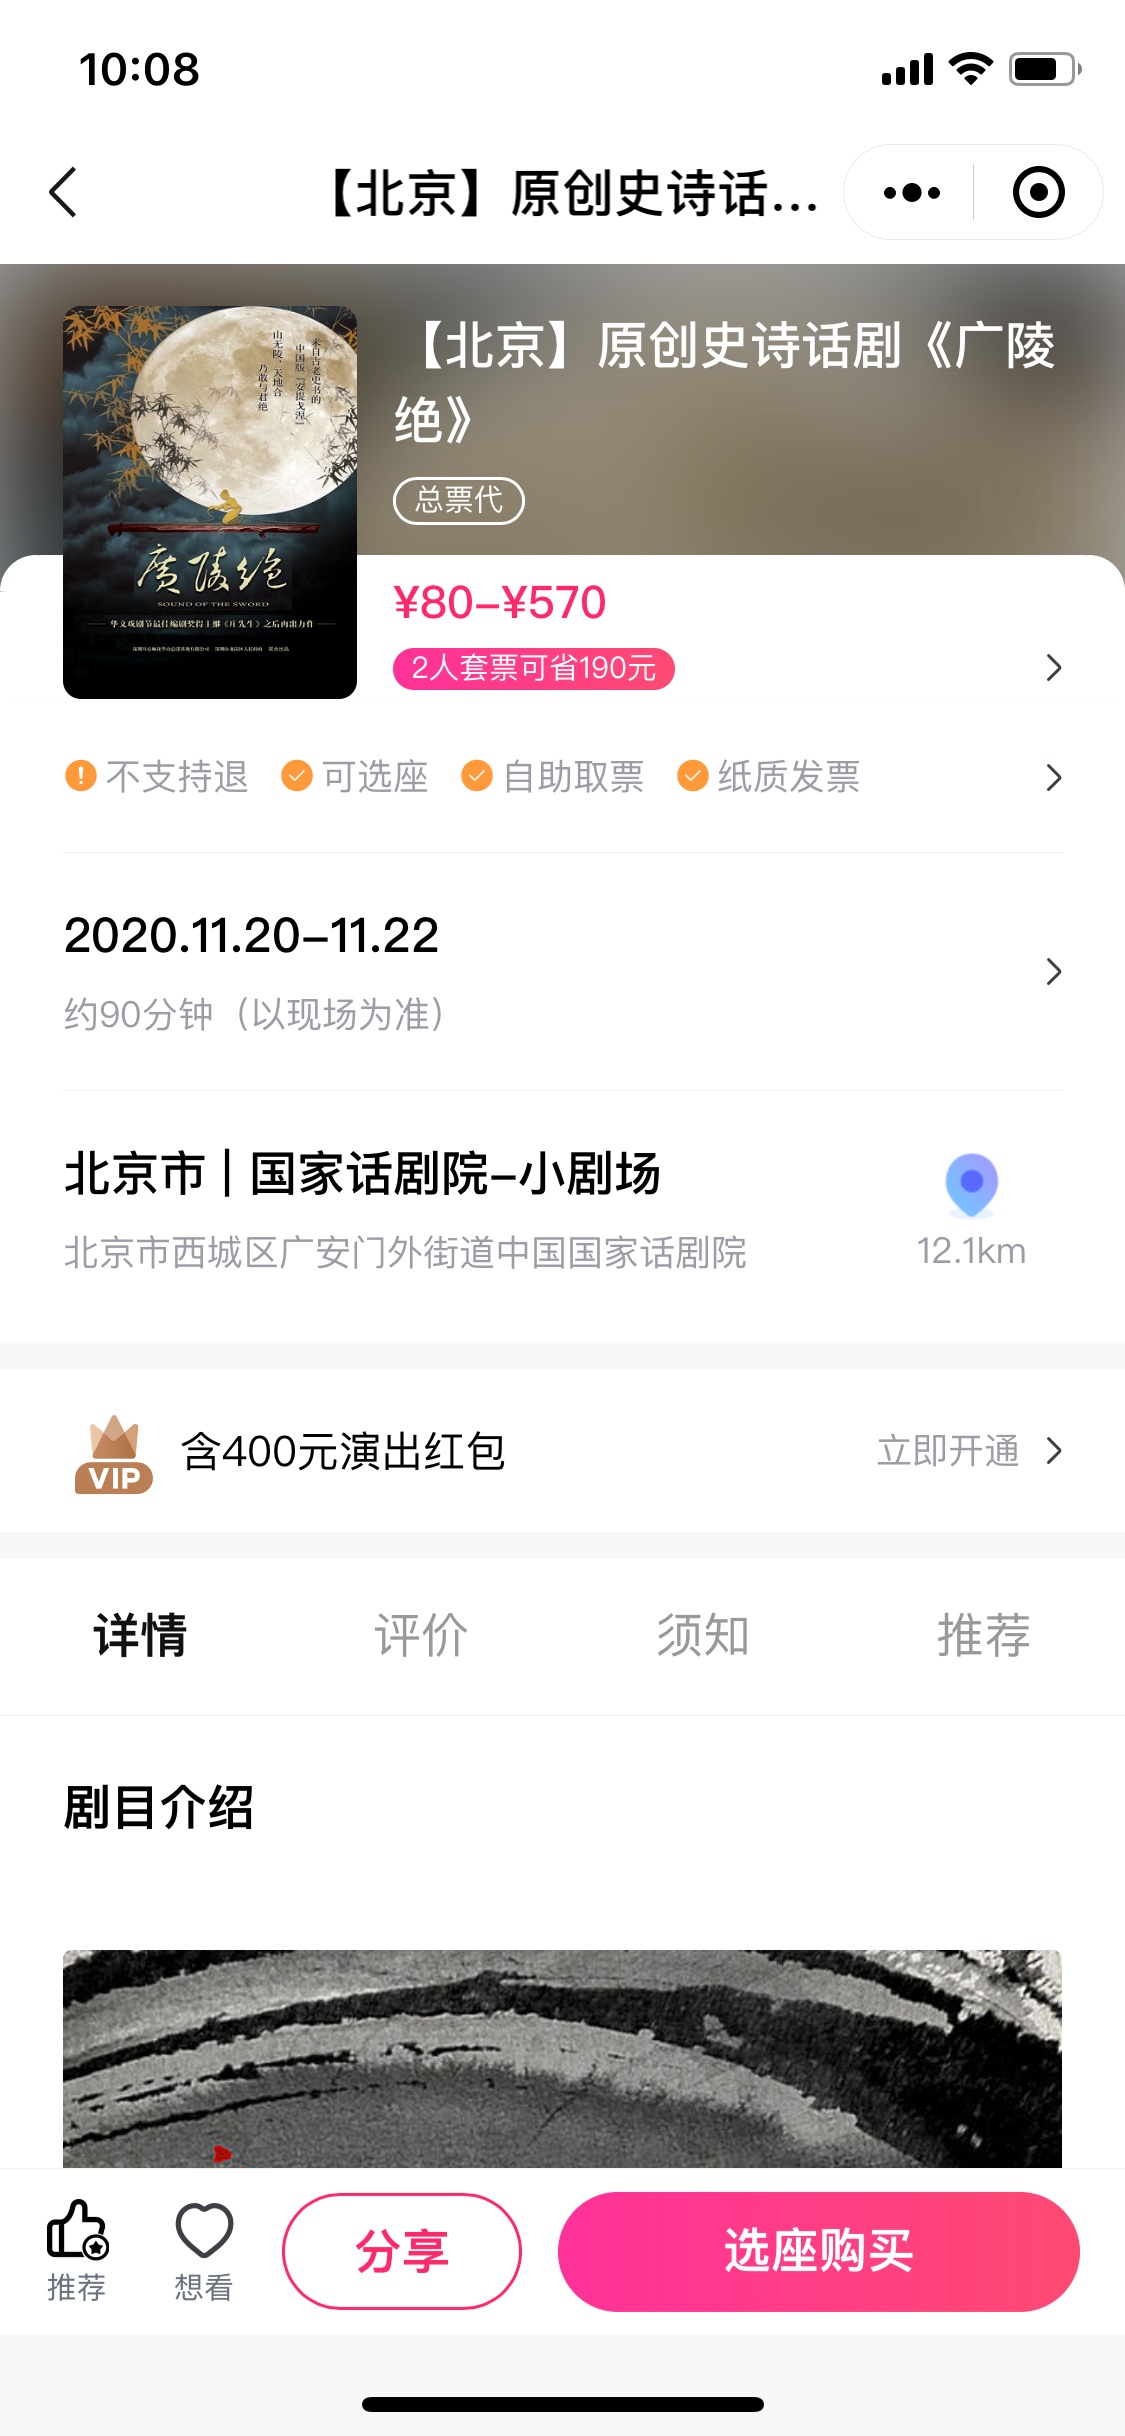 10:08
【北京】原创史诗话...
【北京】原创史诗话剧《广陵
绝》
总票代
来自古老史书的
中国版『安提戈涅』
山无陵，天地合
乃敢与君绝
廣陵绝
SOUND OF THE SWORD
华文戏剧节最佳编剧奖得主继《庄先生》之后再出力作
¥80-¥570
2人套票可省190元
不支持退 可选座 自助取票 纸质发票
2020.11.20-11.22
约90分钟（以现场为准）
北京市 | 国家话剧院-小剧场
北京市西城区广安门外街道中国国家话剧院
12.1km
VIP 含400元演出红包 立即开通
详情 评价 须知 推荐
剧目介绍
推荐 想看 分享 选座购买